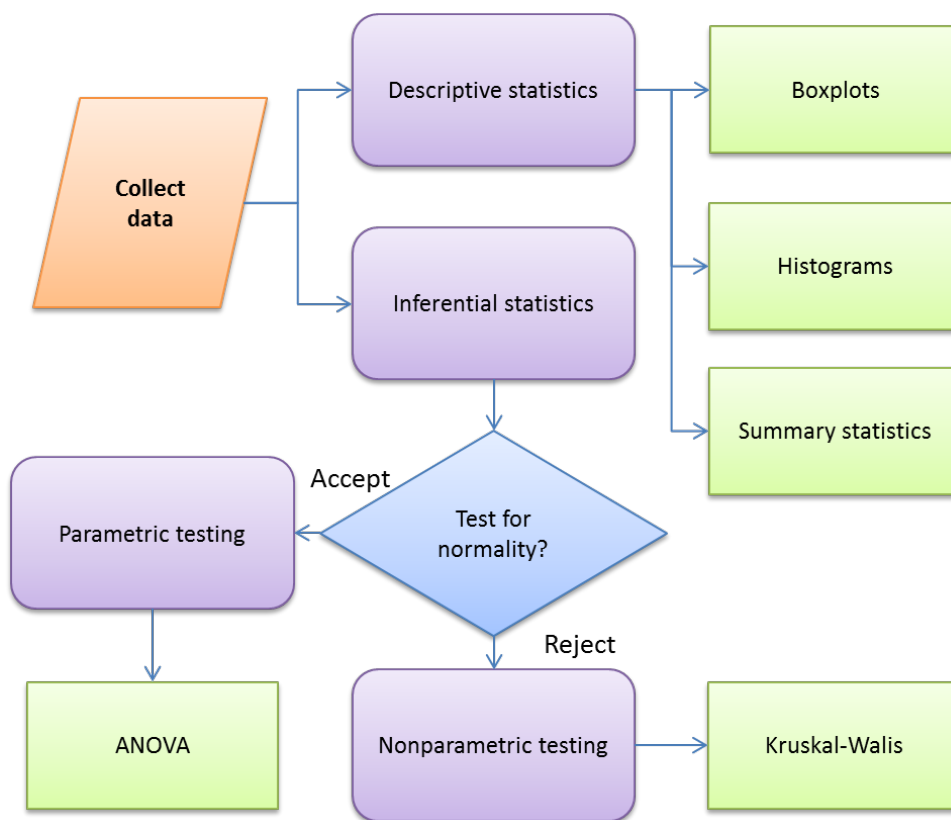 Descriptive statistics
Boxplots
Collect
data
Histograms
Inferential statistics
Summary statistics
Accept
Parametric testing
Test for
normality?
Reject
ANOVA
Nonparametric testing
Kruskal-Walis